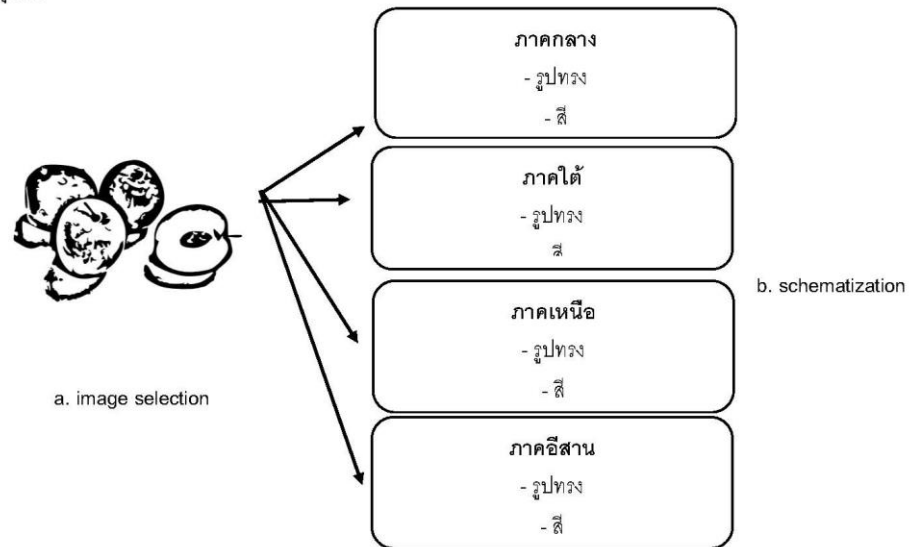 ภาคกลาง
- รูปทรง
- สี
ภาคใต้
- รูปทรง
สี
ภาคเหนือ
- รูปทรง
- สี
ภาคอีสาน
- รูปทรง
- สี
a. image selection
b. schematization